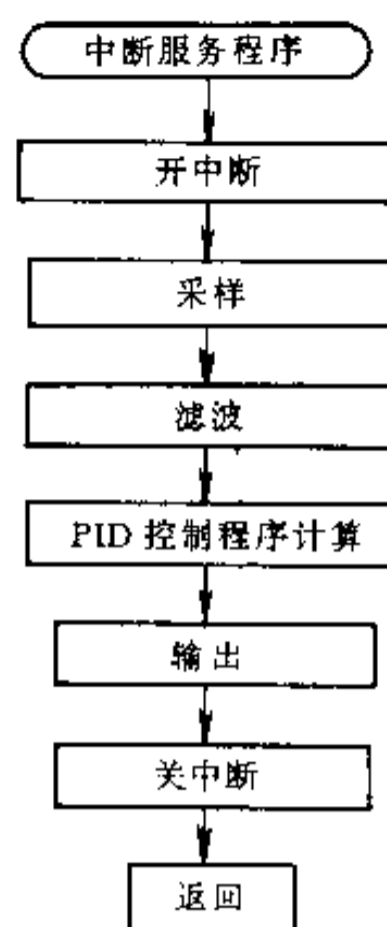 中断服务程序
开中断
采样
滤波
PID 控制程序计算
输出
关中断
返回